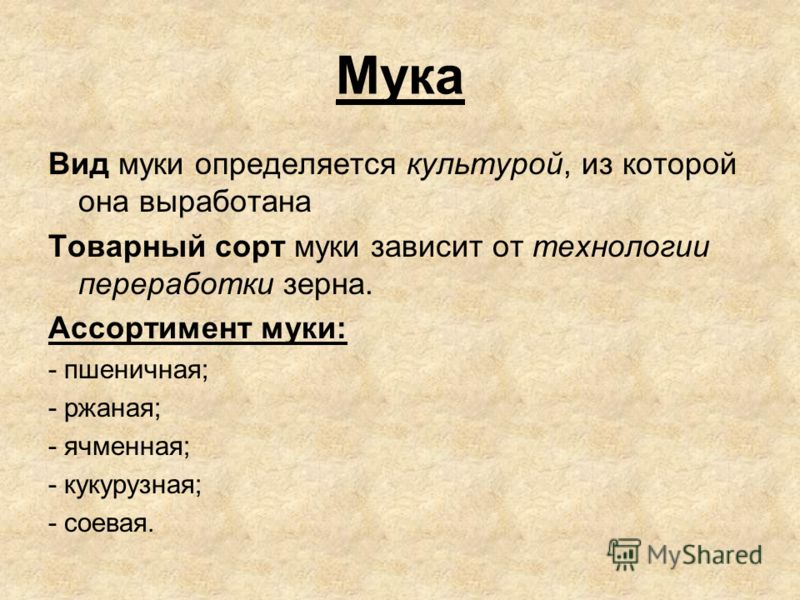 Мука
Вид муки определяется культурой, из которой
она выработана
Товарный сорт муки зависит от технологии
переработки зерна.
Ассортимент муки:
- пшеничная;
- ржаная;
- ячменная;
- кукурузная;
- соевая.
MyShared